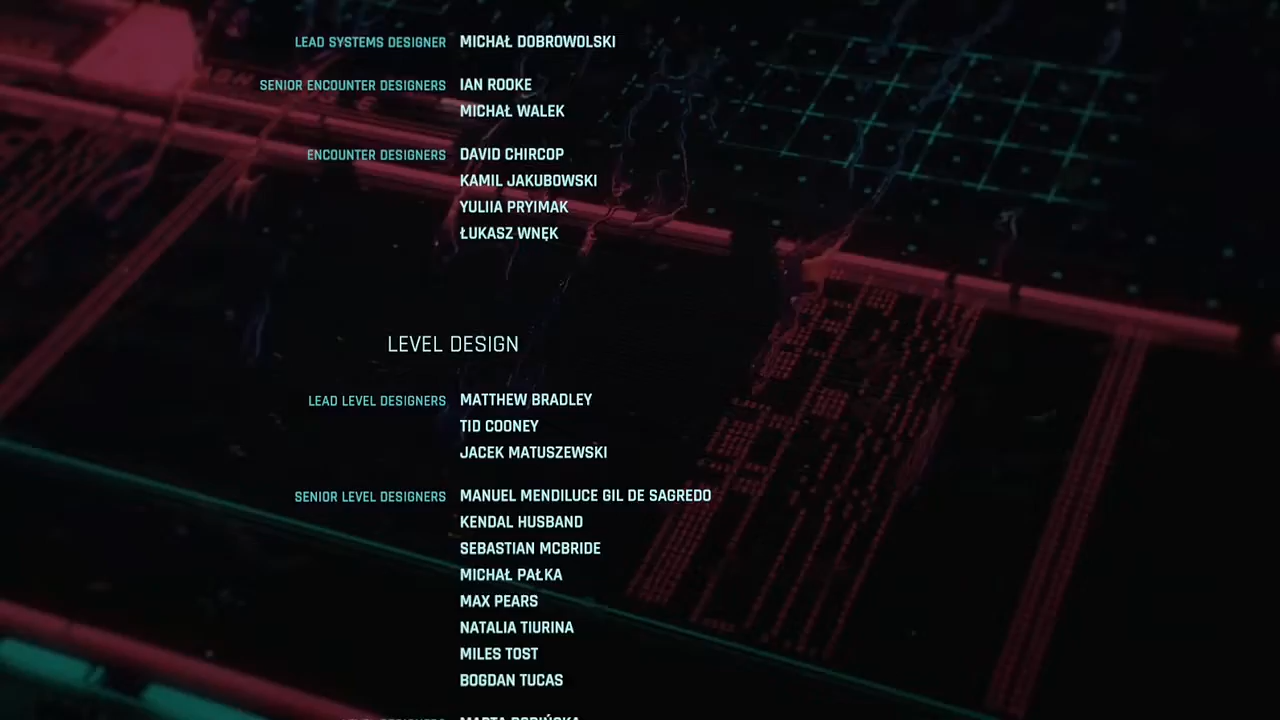 LEAD SYSTEMS DESIGNER MICHAŁ DOBROWOLSKI
SENIOR ENCOUNTER DESIGNERS IAN ROOKE
MICHAŁ WALEK
ENCOUNTER DESIGNERS DAVID CHIRCOP
KAMIL JAKUBOWSKI
YULIIA PRYIMAK
ŁUKASZ WNĘK
LEVEL DESIGN
LEAD LEVEL DESIGNERS MATTHEW BRADLEY
TID COONEY
JACEK MATUSZEWSKI
SENIOR LEVEL DESIGNERS MANUEL MENDILUCE GIL DE SAGREDO
KENDAL HUSBAND
SEBASTIAN MCBRIDE
MICHAŁ PAŁKA
MAX PEARS
NATALIA TIURINA
MILES TOST
BOGDAN TUCAS